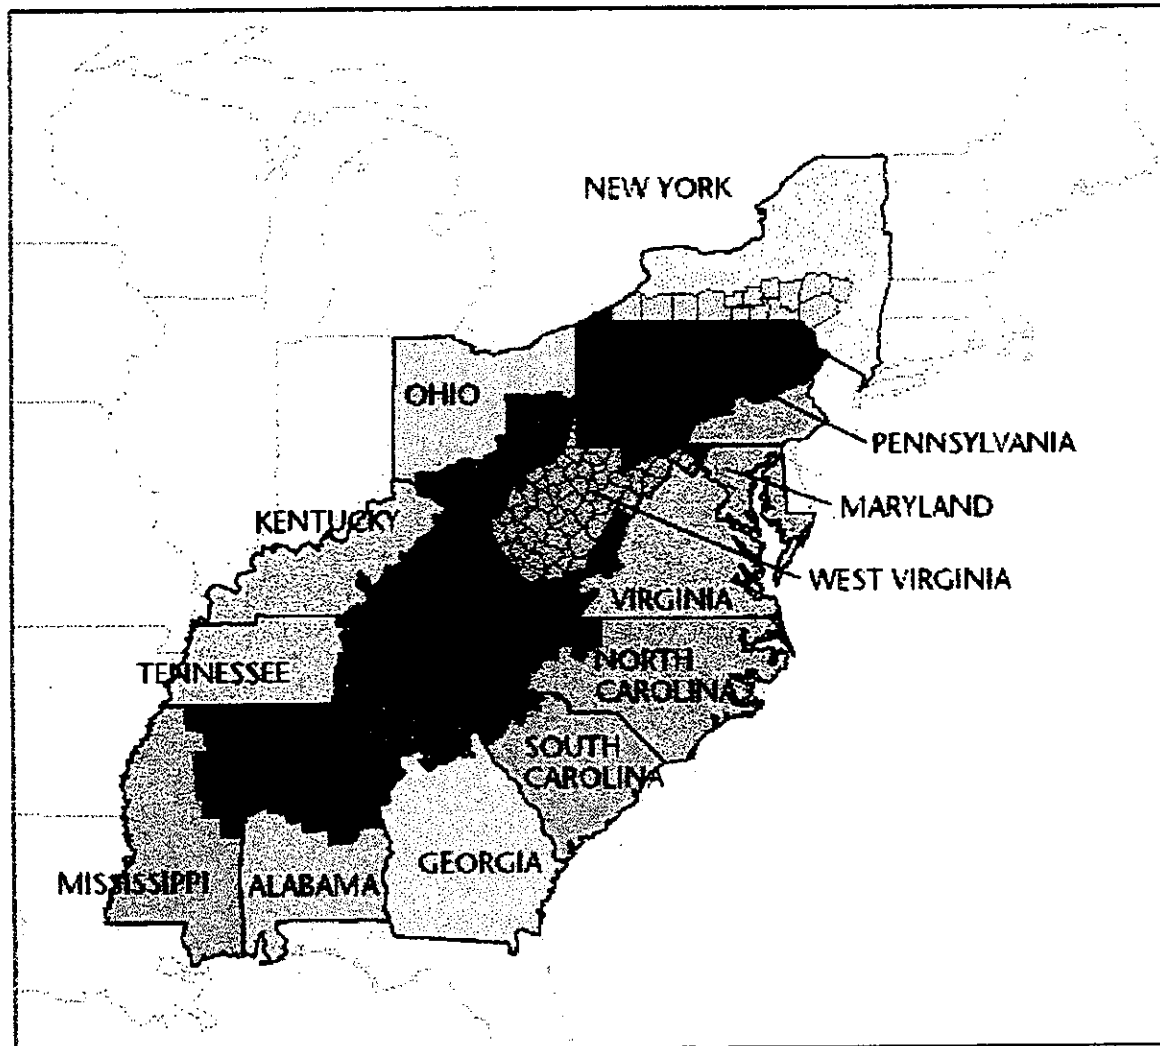 NEW YORK
OHIO
PENNSYLVANIA
KENTUCKY
MARYLAND
WEST VIRGINIA
VIRGINIA
TENNESSEE
NORTH
CAROLINA
SOUTH
CAROLINA
GEORGIA
MISSISSIPPI
ALABAMA